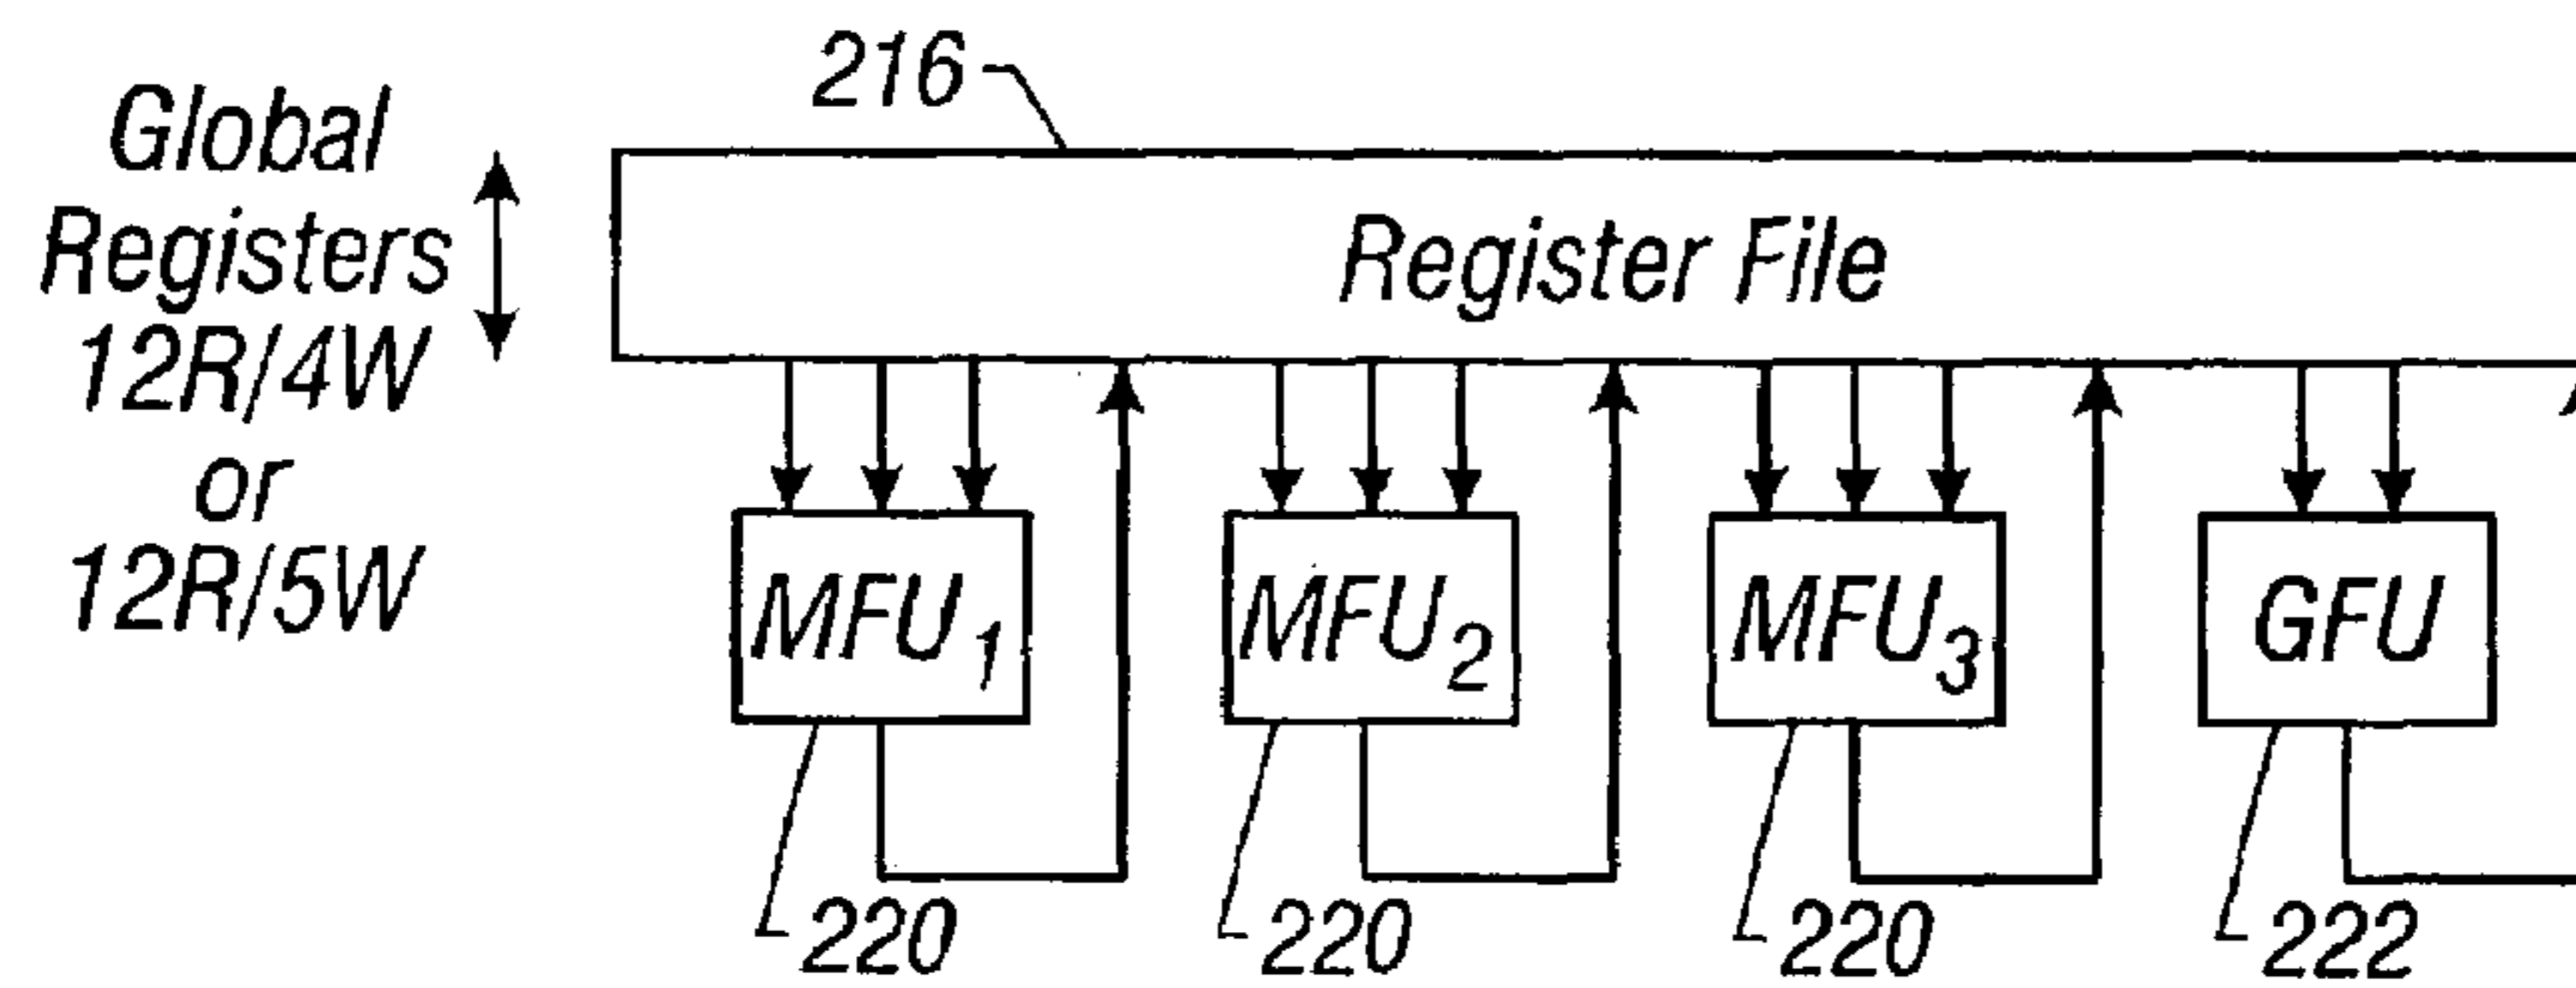 216
Global
Registers
12R/4W
or
12R/5W
Register File
MFU1 MFU2 MFU3 GFU
220 220 220 222